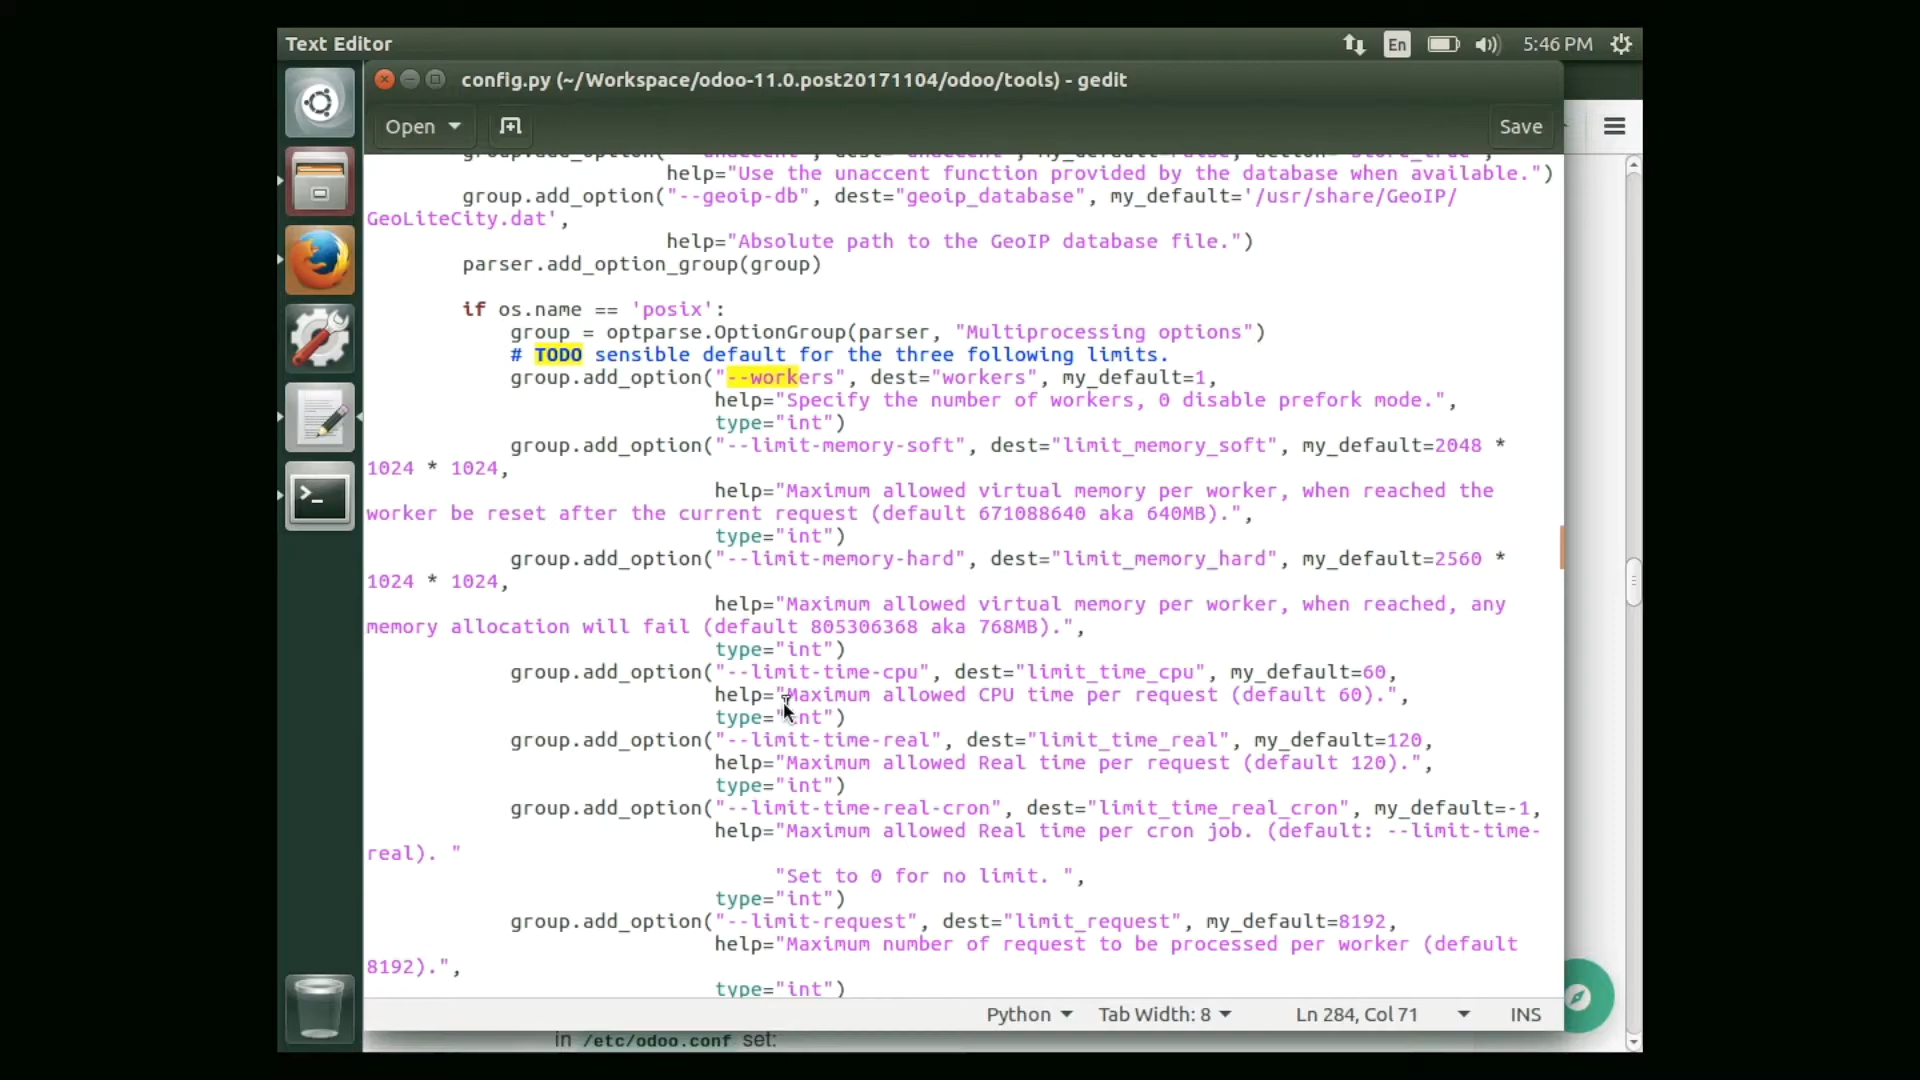 Text Editor
En
5:46 PM
config.py (~/Workspace/odoo-11.0.post20171104/odoo/tools) - gedit
Open
Save
help="Use the unaccent function provided by the database when available.")
group.add_option("--geoip-db", dest="geoip_database", my_default='/usr/share/GeoIP/
GeoLiteCity.dat',
help="Absolute path to the GeoIP database file.")
parser.add_option_group(group)
if os.name == 'posix':
group = optparse.OptionGroup(parser, "Multiprocessing options")
# TODO sensible default for the three following limits.
group.add_option("--workers", dest="workers", my_default=1,
help="Specify the number of workers, 0 disable prefork mode.",
type="int")
group.add_option("--limit-memory-soft", dest="limit_memory_soft", my_default=2048 *
1024 * 1024,
help="Maximum allowed virtual memory per worker, when reached the
worker be reset after the current request (default 671088640 aka 640MB).",
type="int")
group.add_option("--limit-memory-hard", dest="limit_memory_hard", my_default=2560 *
1024 * 1024,
help="Maximum allowed virtual memory per worker, when reached, any
memory allocation will fail (default 805306368 aka 768MB).",
type="int")
group.add_option("--limit-time-cpu", dest="limit_time_cpu", my_default=60,
help="Maximum allowed CPU time per request (default 60).",
type="int")
group.add_option("--limit-time-real", dest="limit_time_real", my_default=120,
help="Maximum allowed Real time per request (default 120).",
type="int")
group.add_option("--limit-time-real-cron", dest="limit_time_real_cron", my_default=-1,
help="Maximum allowed Real time per cron job. (default: --limit-time-
real). "
"Set to 0 for no limit. ",
type="int")
group.add_option("--limit-request", dest="limit_request", my_default=8192,
help="Maximum number of request to be processed per worker (default
8192).",
type="int")
Python
Tab Width: 8
Ln 284, Col 71
INS
in /etc/odoo.conf set: